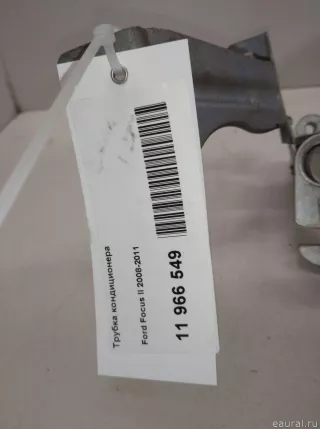 Трубка кондиционера
Ford Focus II 2008-2011
11 966 549
eaural.ru